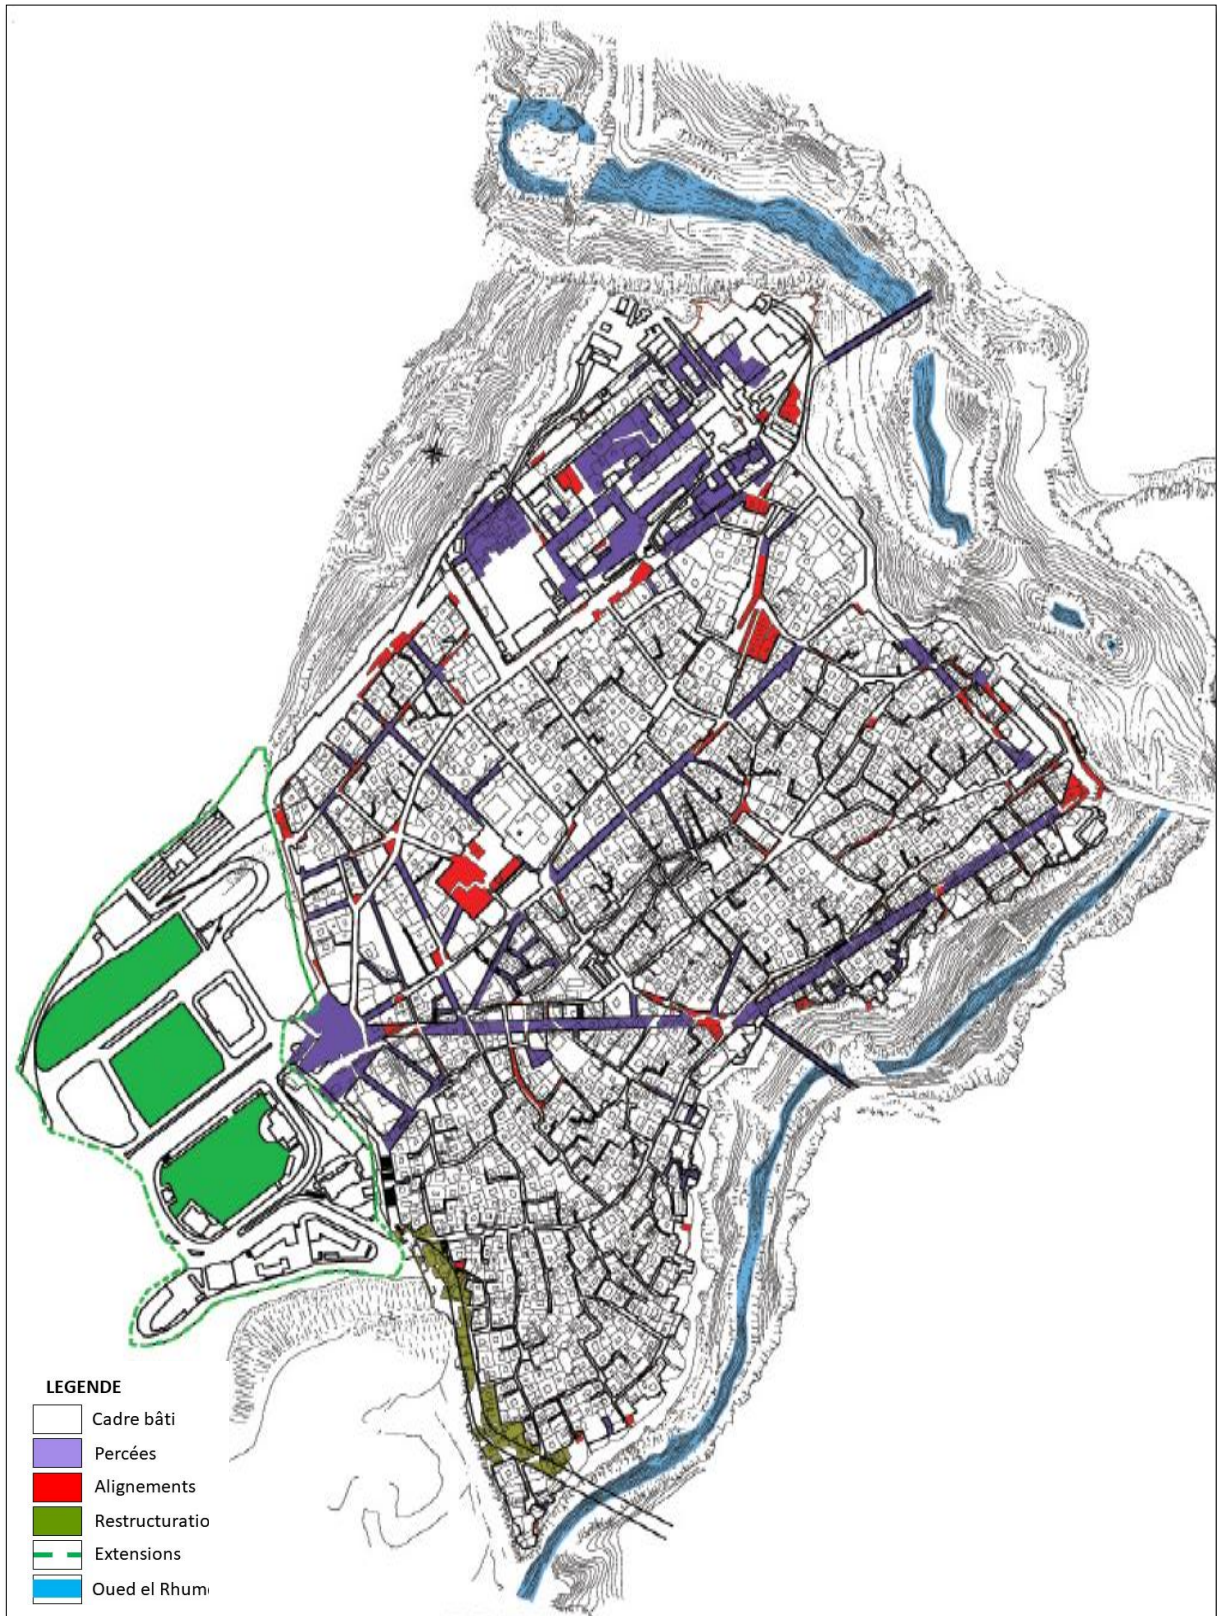 LEGENDE
Cadre bâti
Percées
Alignements
Restructuratio
Extensions
Oued el Rhum